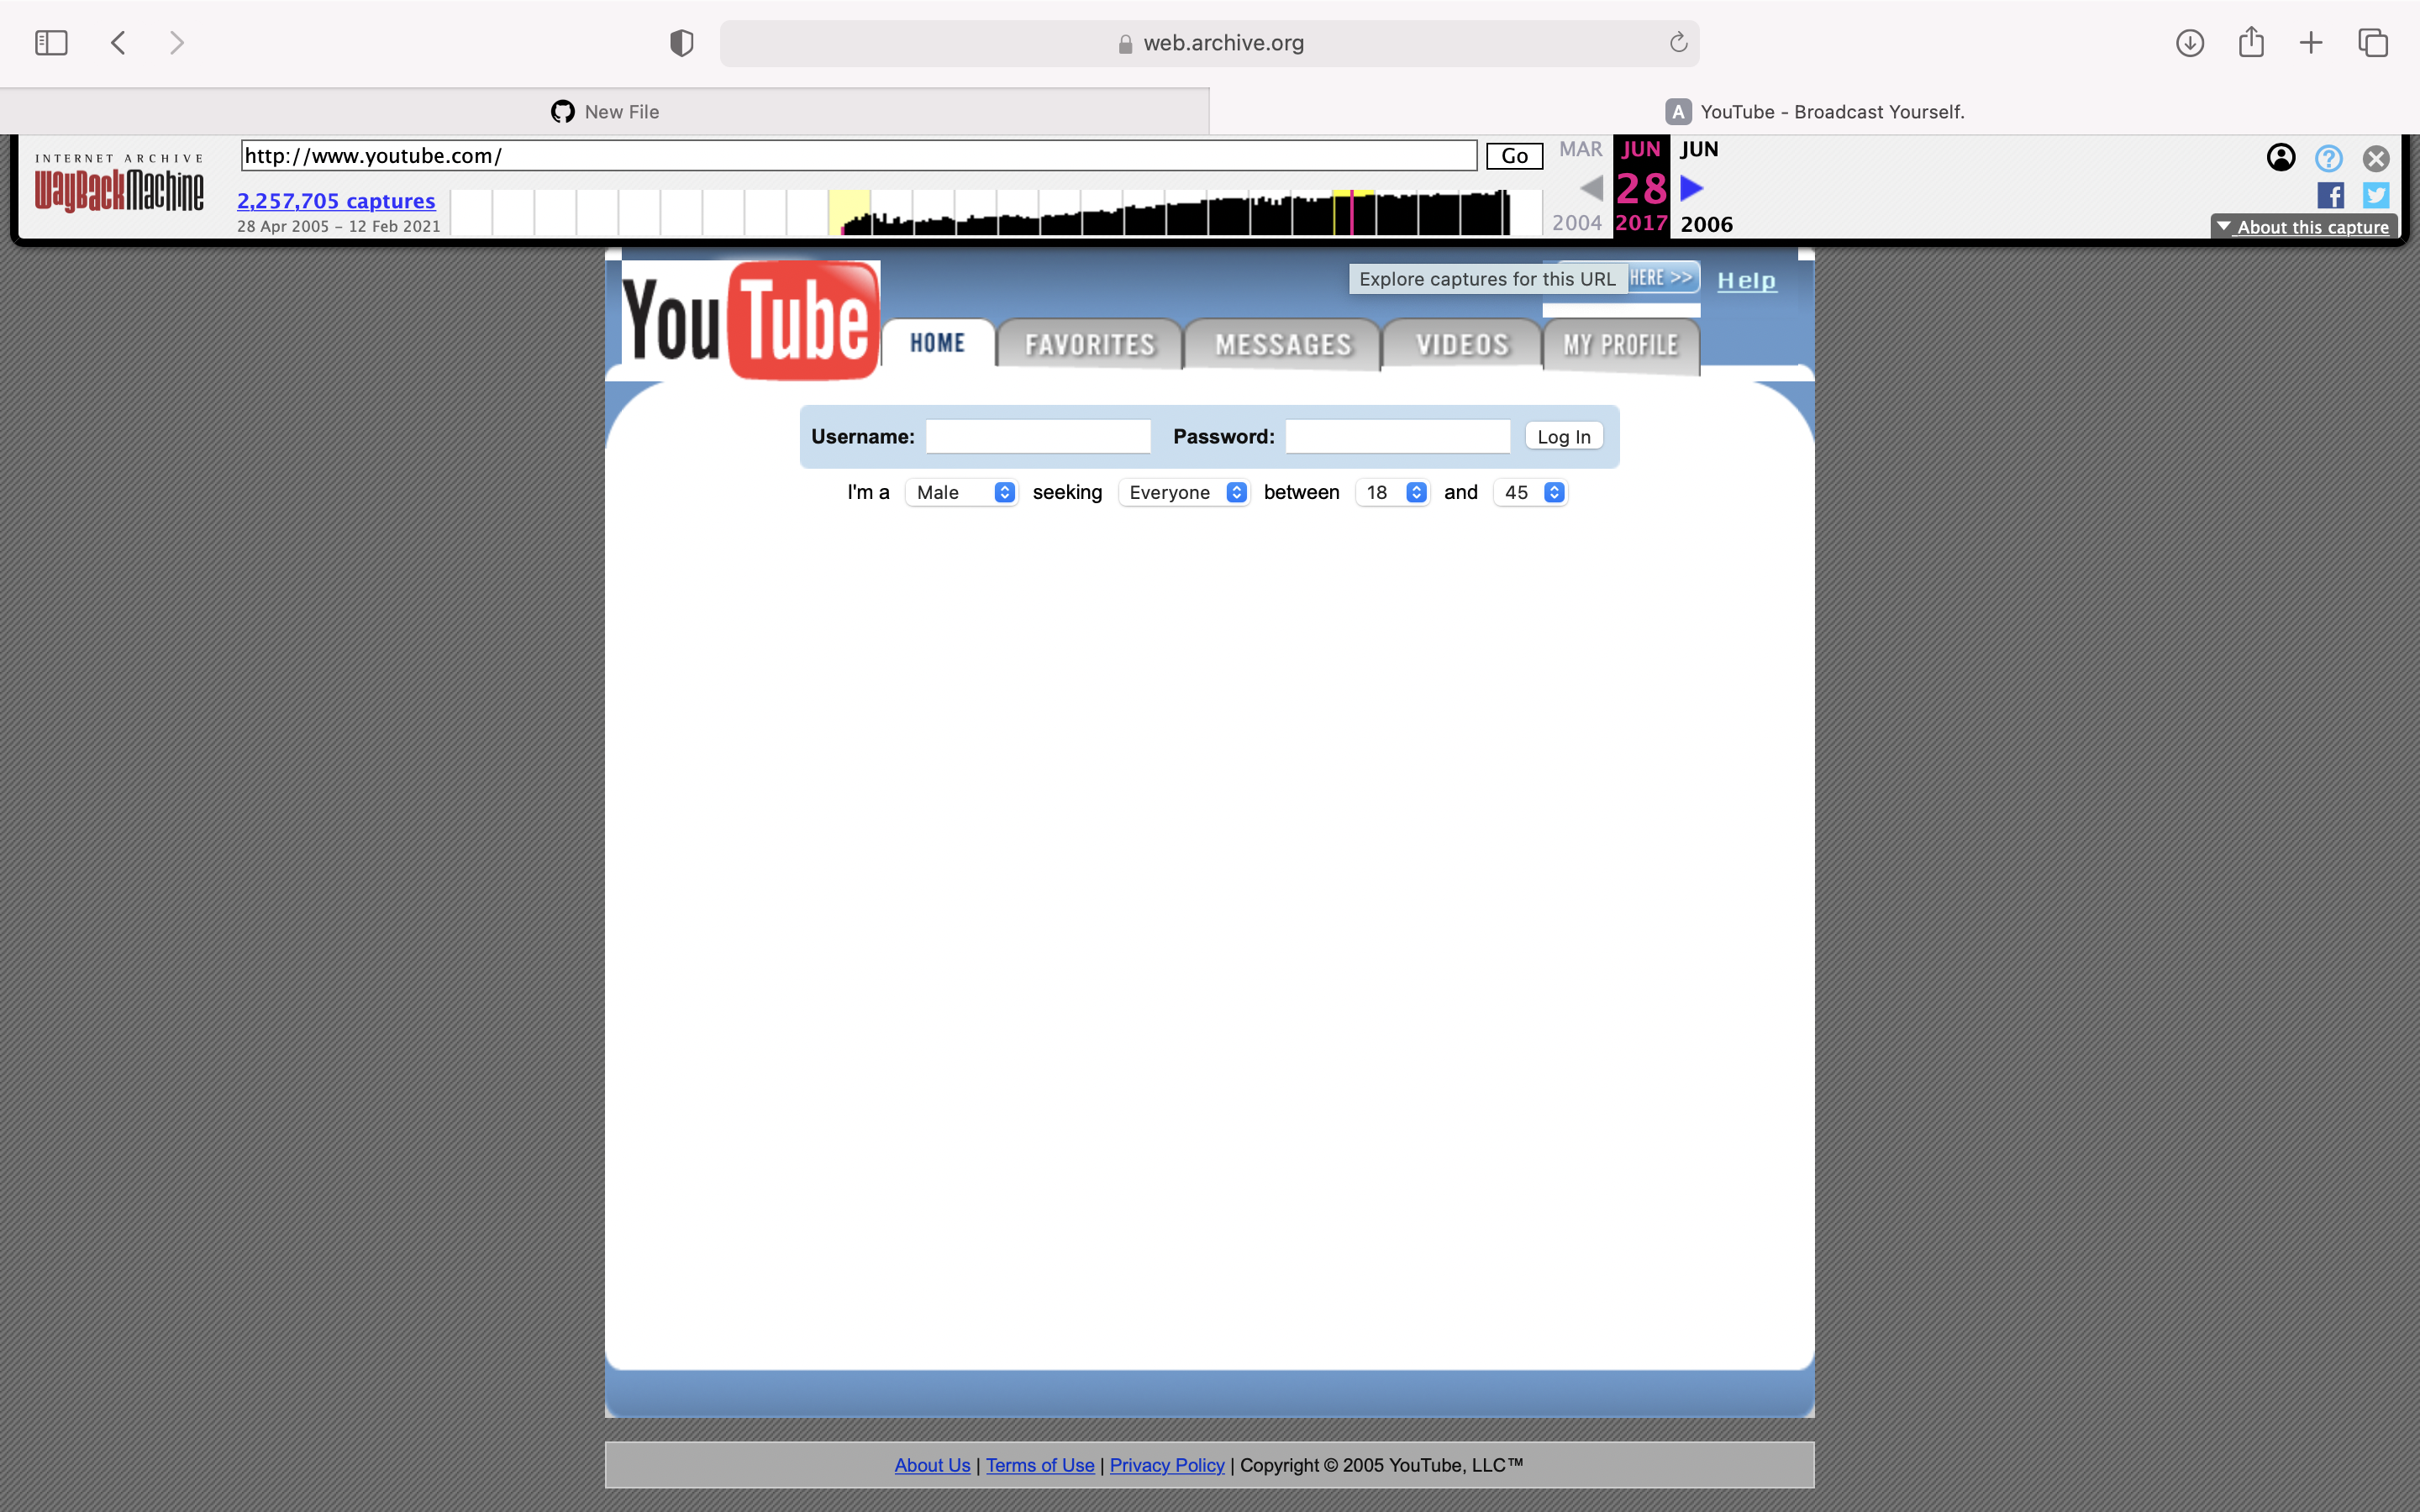 web.archive.org
New File
A YouTube - Broadcast Yourself.
INTERNET ARCHIVE
WayBackMachine
http://www.youtube.com/
Go
2,257,705 captures
28 Apr 2005 – 12 Feb 2021
MAR JUN JUN
28
2004 2017 2006
About this capture
YouTube
Explore captures for this URL
HERE >>
Help
HOME FAVORITES MESSAGES VIDEOS MY PROFILE
Username: Password: Log In
I'm a Male seeking Everyone between 18 and 45
About Us | Terms of Use | Privacy Policy | Copyright © 2005 YouTube, LLC™